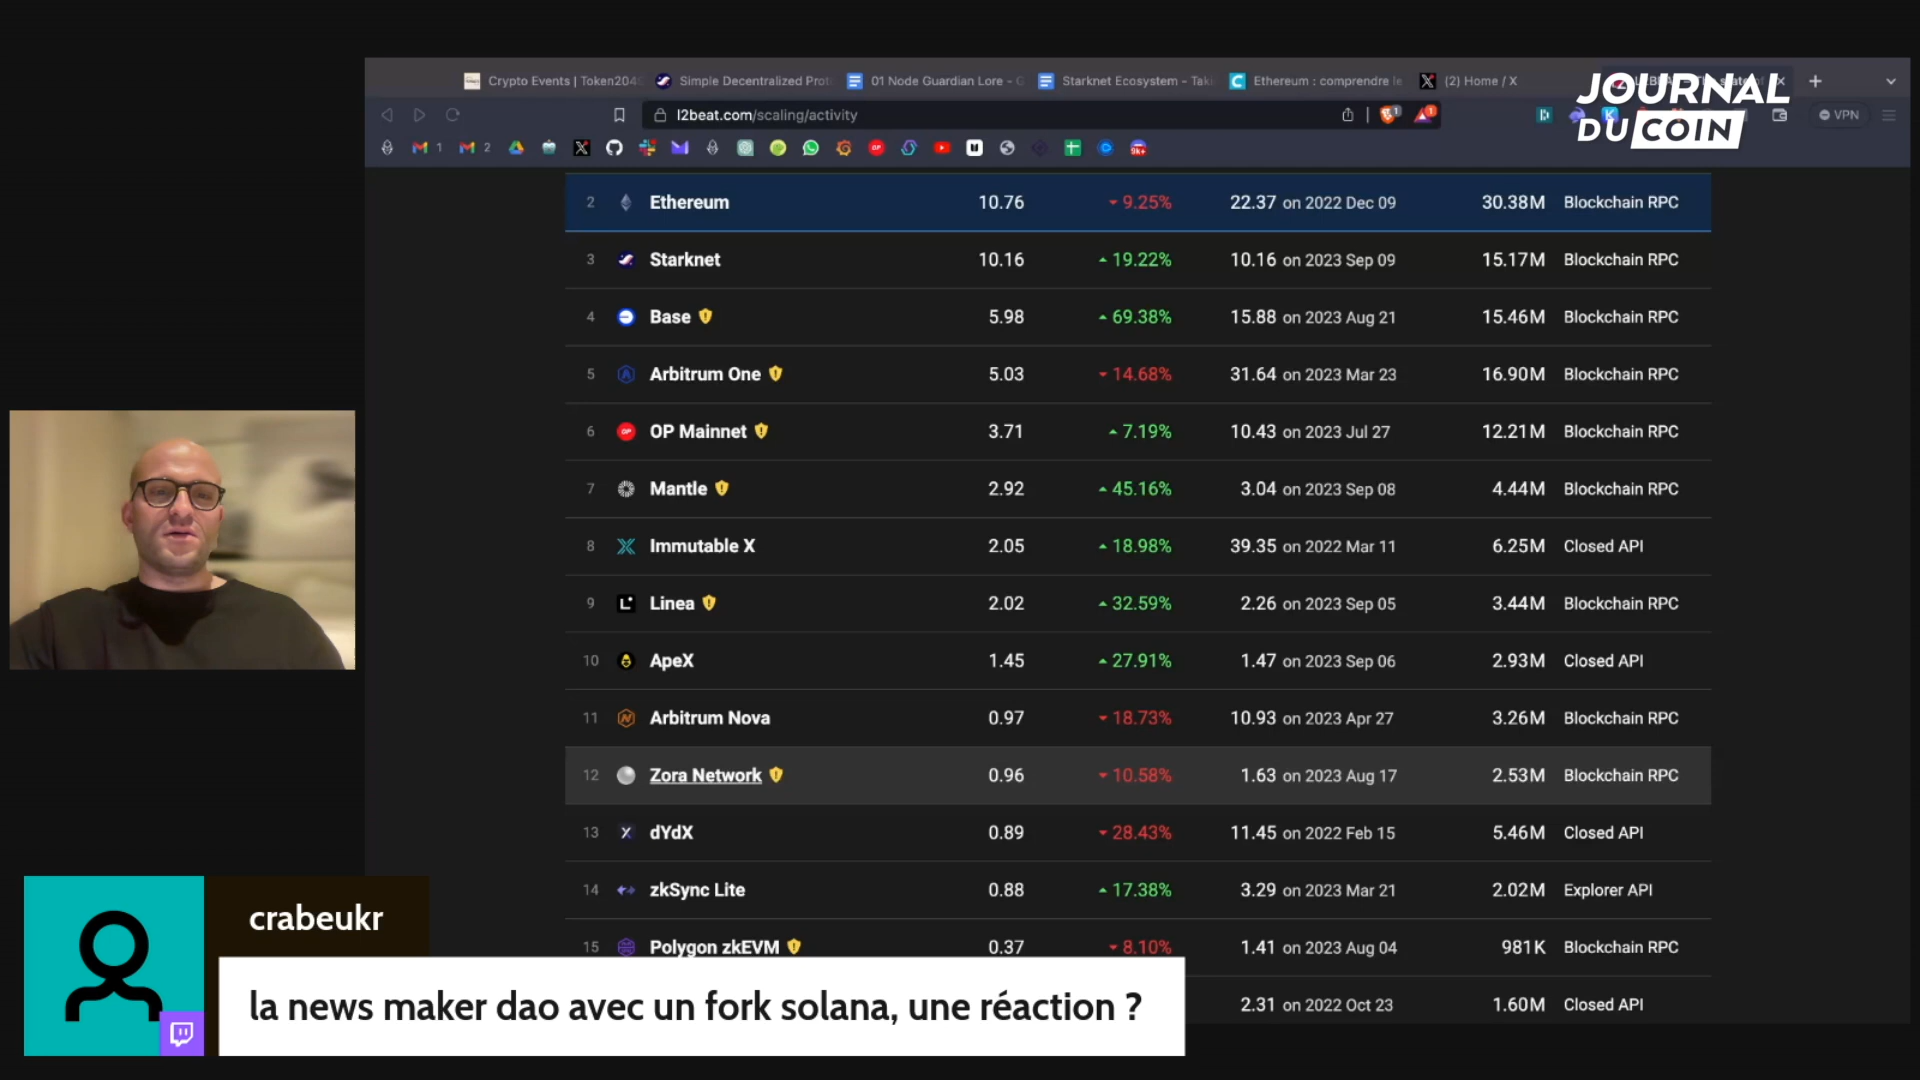 Crypto Events | Token204
Simple Decentralized Prot
01 Node Guardian Lore - G
Starknet Ecosystem - Taki
Ethereum : comprendre le
(2) Home / X
JOURNAL
DU COIN
l2beat.com/scaling/activity
VPN
2 Ethereum 10.76 9.25% 22.37 on 2022 Dec 09 30.38M Blockchain RPC
3 Starknet 10.16 19.22% 10.16 on 2023 Sep 09 15.17M Blockchain RPC
4 Base 5.98 69.38% 15.88 on 2023 Aug 21 15.46M Blockchain RPC
5 Arbitrum One 5.03 14.68% 31.64 on 2023 Mar 23 16.90M Blockchain RPC
6 OP Mainnet 3.71 7.19% 10.43 on 2023 Jul 27 12.21M Blockchain RPC
7 Mantle 2.92 45.16% 3.04 on 2023 Sep 08 4.44M Blockchain RPC
8 Immutable X 2.05 18.98% 39.35 on 2022 Mar 11 6.25M Closed API
9 Linea 2.02 32.59% 2.26 on 2023 Sep 05 3.44M Blockchain RPC
10 ApeX 1.45 27.91% 1.47 on 2023 Sep 06 2.93M Closed API
11 Arbitrum Nova 0.97 18.73% 10.93 on 2023 Apr 27 3.26M Blockchain RPC
12 Zora Network 0.96 10.58% 1.63 on 2023 Aug 17 2.53M Blockchain RPC
13 dYdX 0.89 28.43% 11.45 on 2022 Feb 15 5.46M Closed API
14 zkSync Lite 0.88 17.38% 3.29 on 2023 Mar 21 2.02M Explorer API
15 Polygon zkEVM 0.37 8.10% 1.41 on 2023 Aug 04 981K Blockchain RPC
2.31 on 2022 Oct 23 1.60M Closed API
crabeukr
la news maker dao avec un fork solana, une réaction ?